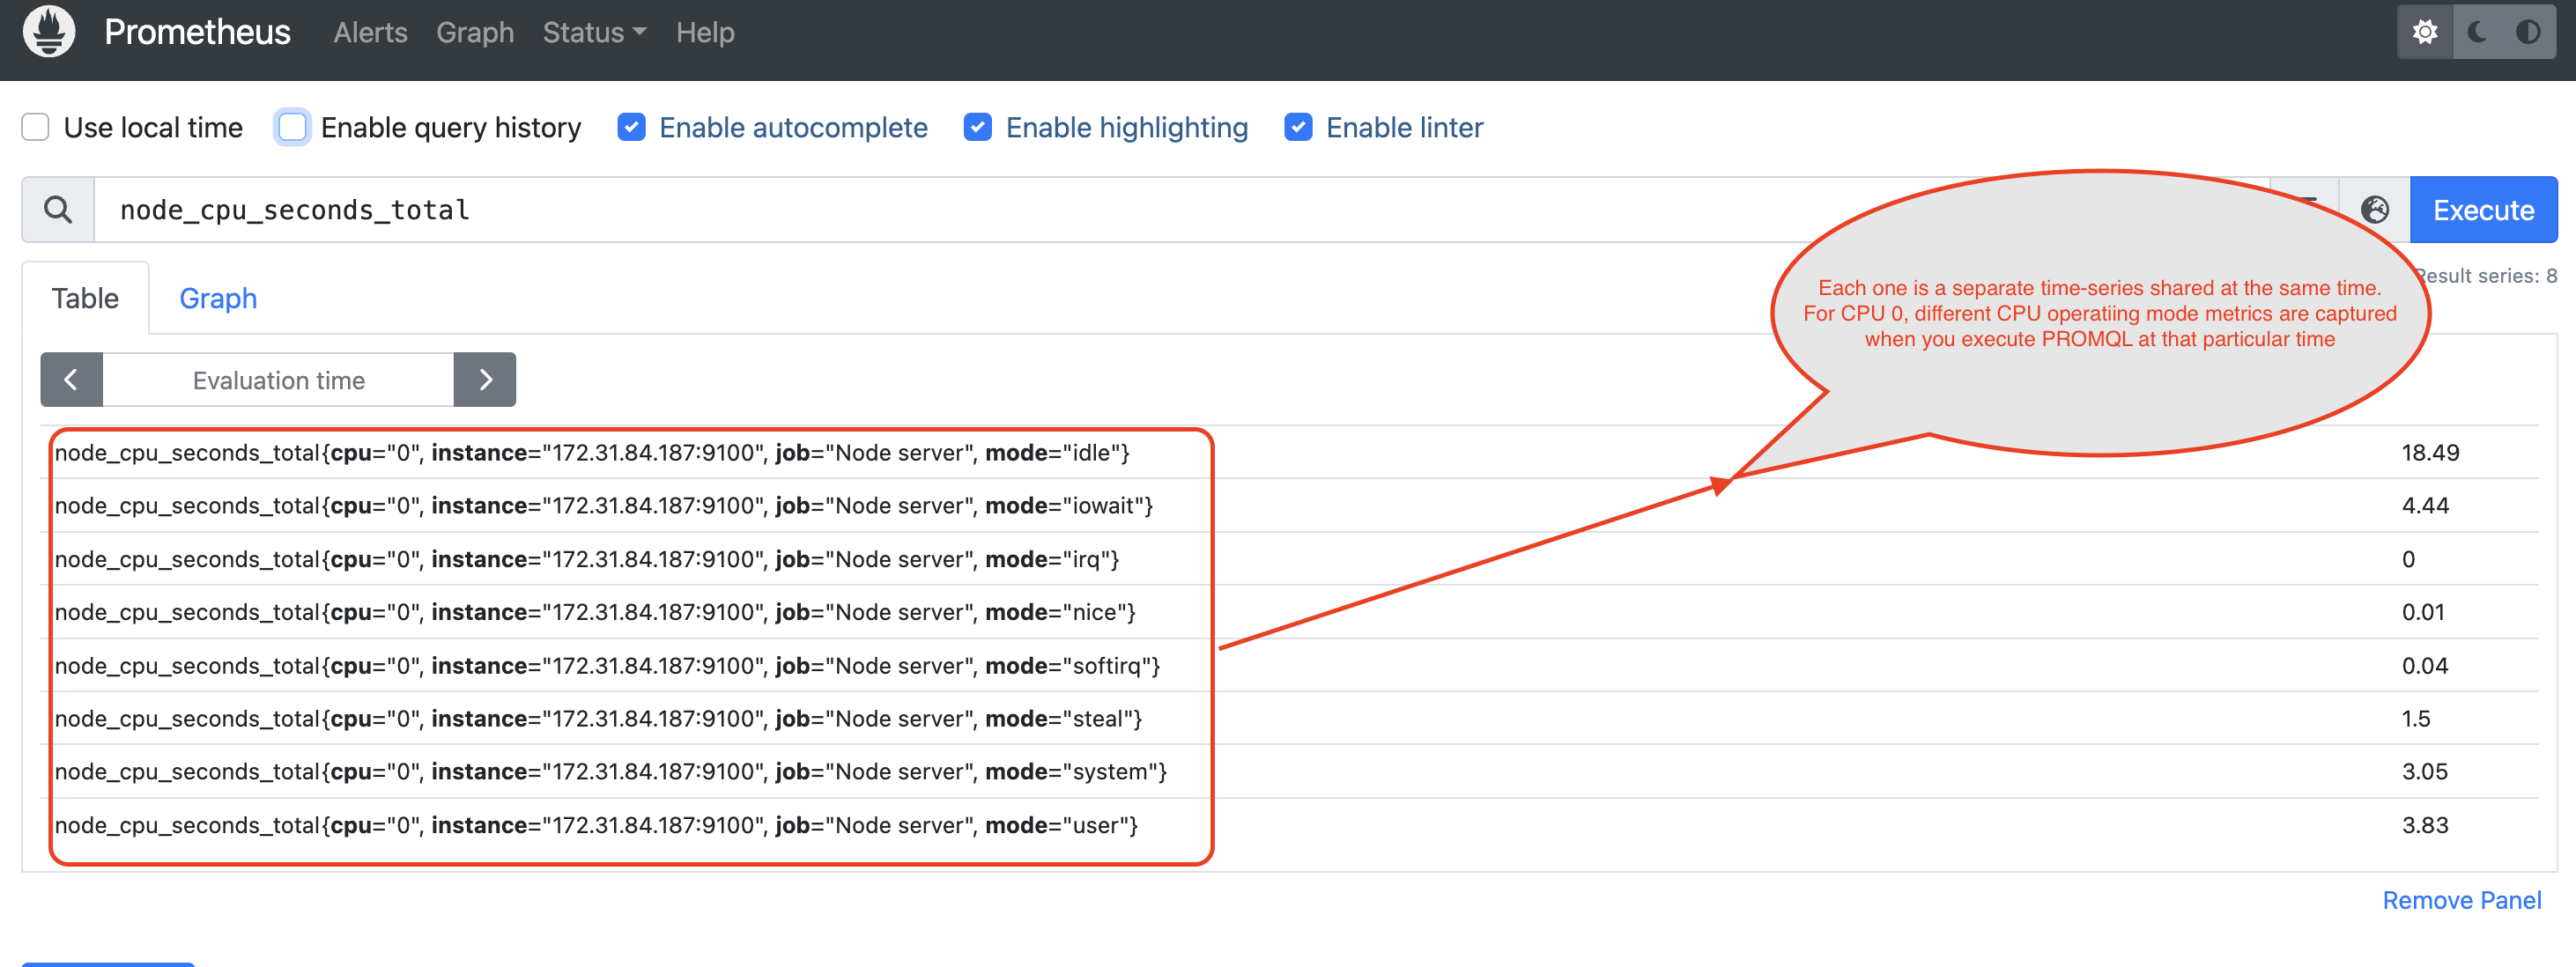 Prometheus Alerts Graph Status Help
Use local time Enable query history Enable autocomplete Enable highlighting Enable linter
node_cpu_seconds_total
Execute
Table Graph
Result series: 8
Each one is a separate time-series shared at the same time.
For CPU 0, different CPU operatiing mode metrics are captured
when you execute PROMQL at that particular time
Evaluation time
node_cpu_seconds_total{cpu="0", instance="172.31.84.187:9100", job="Node server", mode="idle"} 18.49
node_cpu_seconds_total{cpu="0", instance="172.31.84.187:9100", job="Node server", mode="iowait"} 4.44
node_cpu_seconds_total{cpu="0", instance="172.31.84.187:9100", job="Node server", mode="irq"} 0
node_cpu_seconds_total{cpu="0", instance="172.31.84.187:9100", job="Node server", mode="nice"} 0.01
node_cpu_seconds_total{cpu="0", instance="172.31.84.187:9100", job="Node server", mode="softirq"} 0.04
node_cpu_seconds_total{cpu="0", instance="172.31.84.187:9100", job="Node server", mode="steal"} 1.5
node_cpu_seconds_total{cpu="0", instance="172.31.84.187:9100", job="Node server", mode="system"} 3.05
node_cpu_seconds_total{cpu="0", instance="172.31.84.187:9100", job="Node server", mode="user"} 3.83
Remove Panel